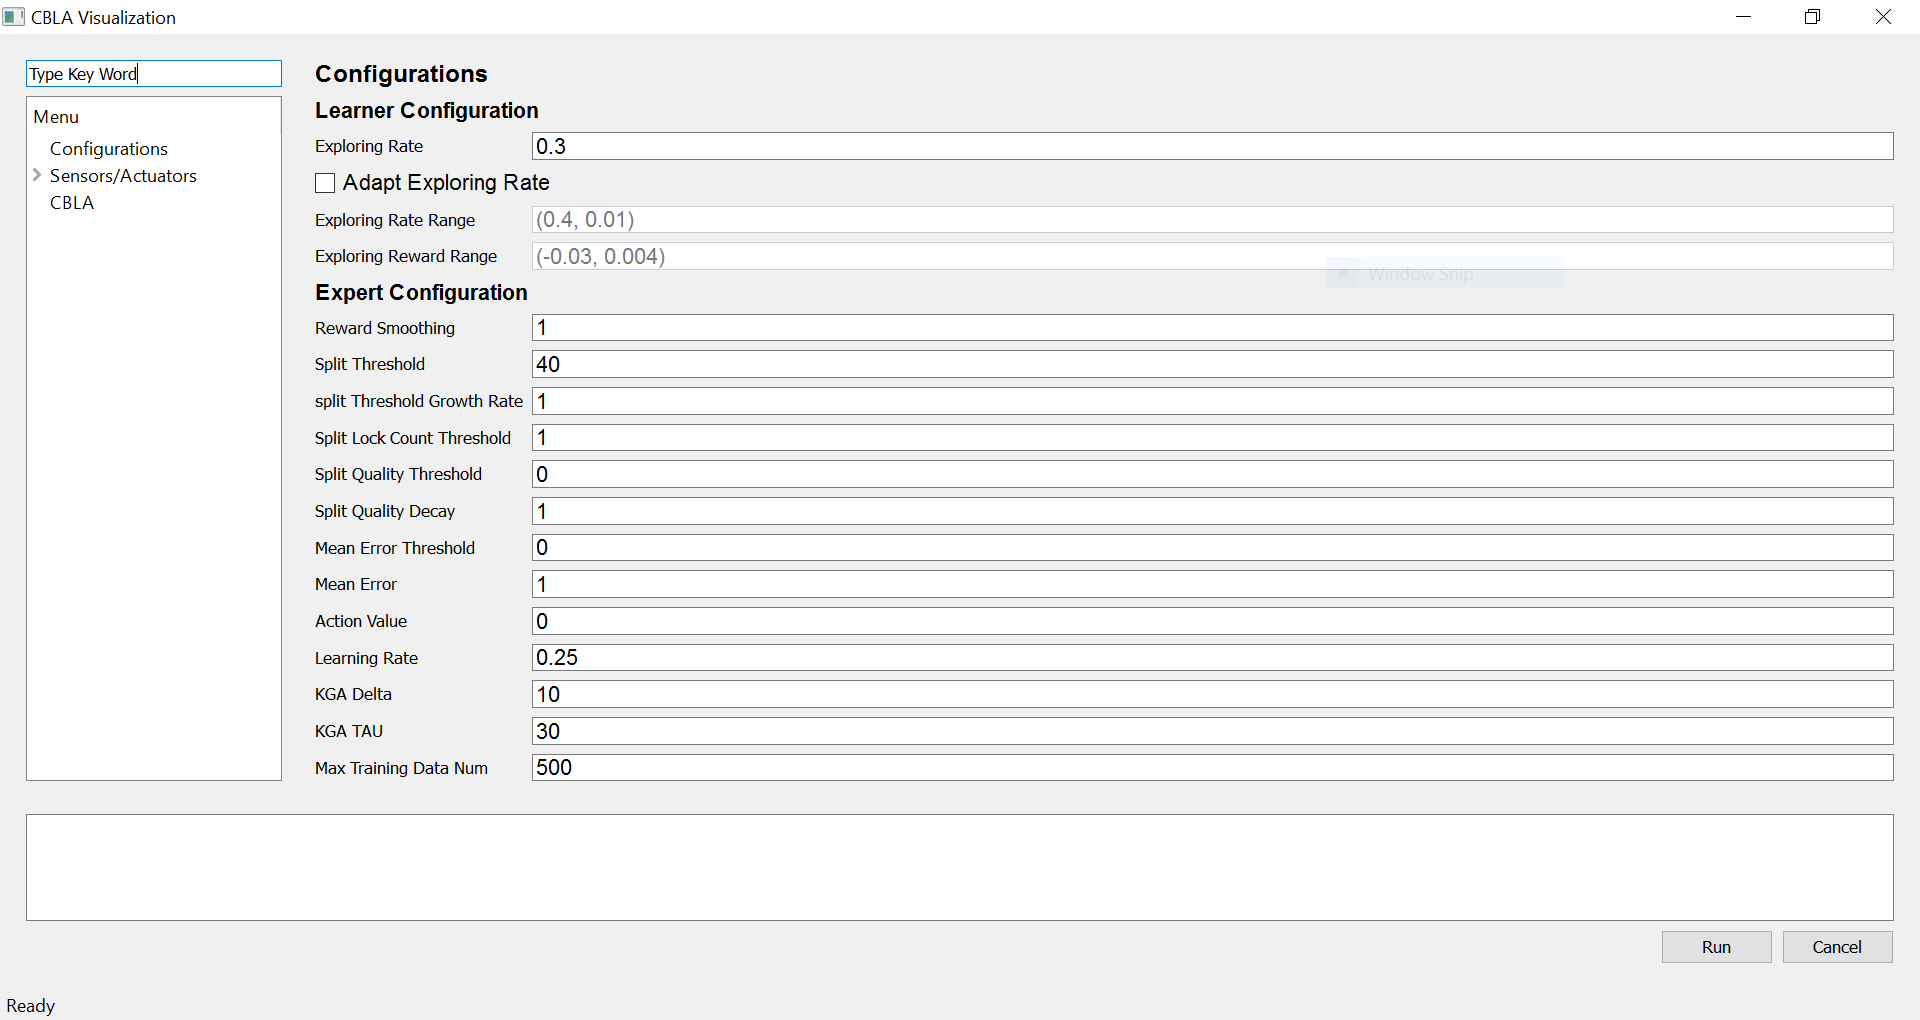 CBLA Visualization
Type Key Word
Menu
Configurations
Sensors/Actuators
CBLA
Configurations
Learner Configuration
Exploring Rate 0.3
Adapt Exploring Rate
Exploring Rate Range (0.4, 0.01)
Exploring Reward Range (-0.03, 0.004)
Window Snip
Expert Configuration
Reward Smoothing 1
Split Threshold 40
split Threshold Growth Rate 1
Split Lock Count Threshold 1
Split Quality Threshold 0
Split Quality Decay 1
Mean Error Threshold 0
Mean Error 1
Action Value 0
Learning Rate 0.25
KGA Delta 10
KGA TAU 30
Max Training Data Num 500
Run Cancel
Ready